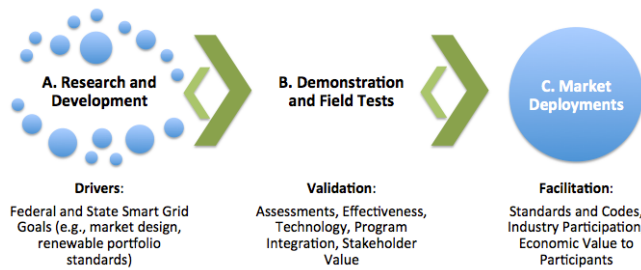 A. Research and
Development
B. Demonstration
and Field Tests
C. Market
Deployments
Drivers:
Federal and State Smart Grid
Goals (e.g., market design,
renewable portfolio
standards)
Validation:
Assessments, Effectiveness,
Technology, Program
Integration, Stakeholder
Value
Facilitation:
Standards and Codes,
Industry Participation,
Economic Value to
Participants